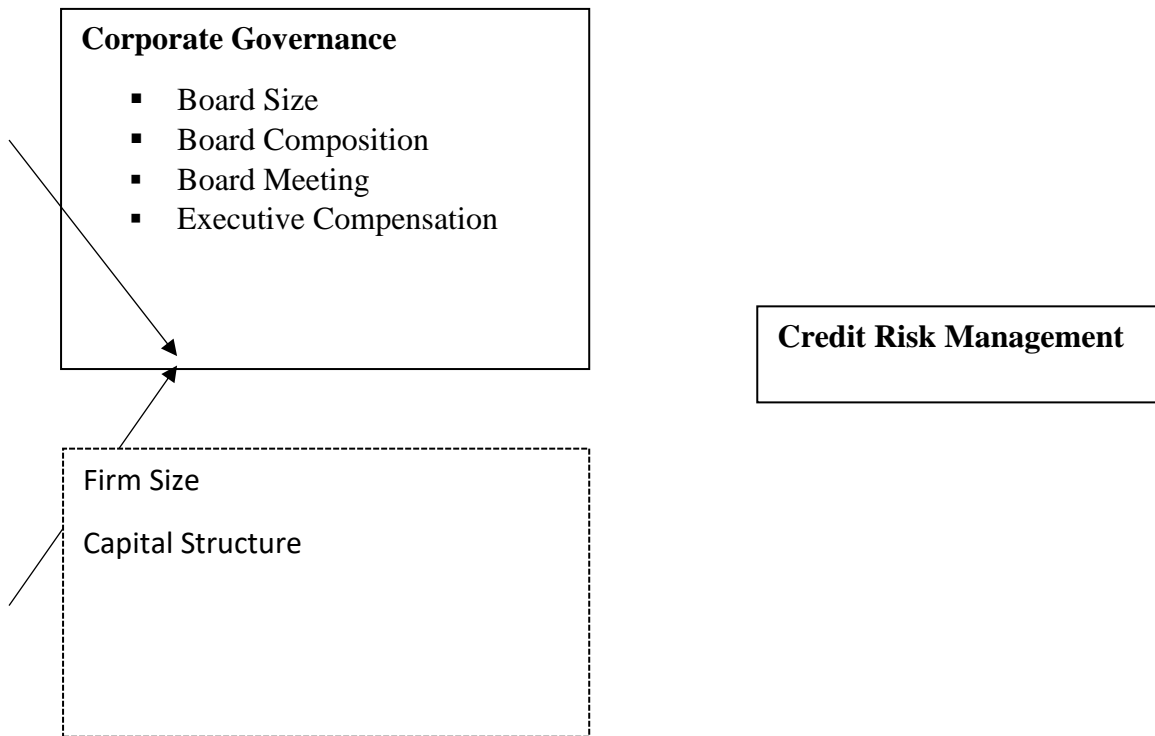 Corporate Governance
▪ Board Size
▪ Board Composition
▪ Board Meeting
▪ Executive Compensation
Credit Risk Management
Firm Size
Capital Structure